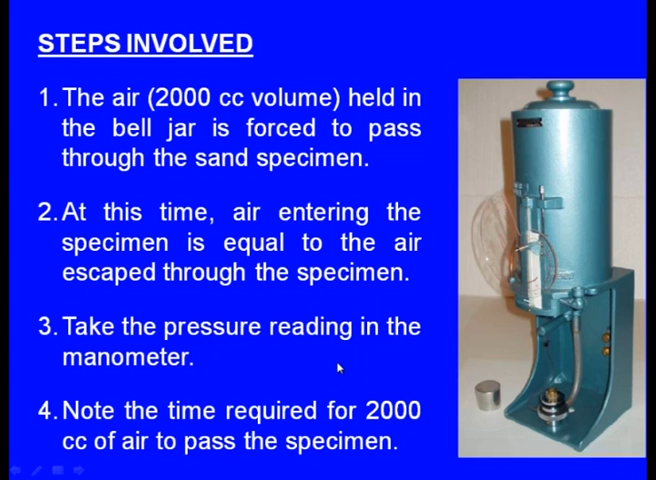 STEPS INVOLVED
1. The air (2000 cc volume) held in
the bell jar is forced to pass
through the sand specimen.
2. At this time, air entering the
specimen is equal to the air
escaped through the specimen.
3. Take the pressure reading in the
manometer.
4. Note the time required for 2000
cc of air to pass the specimen.